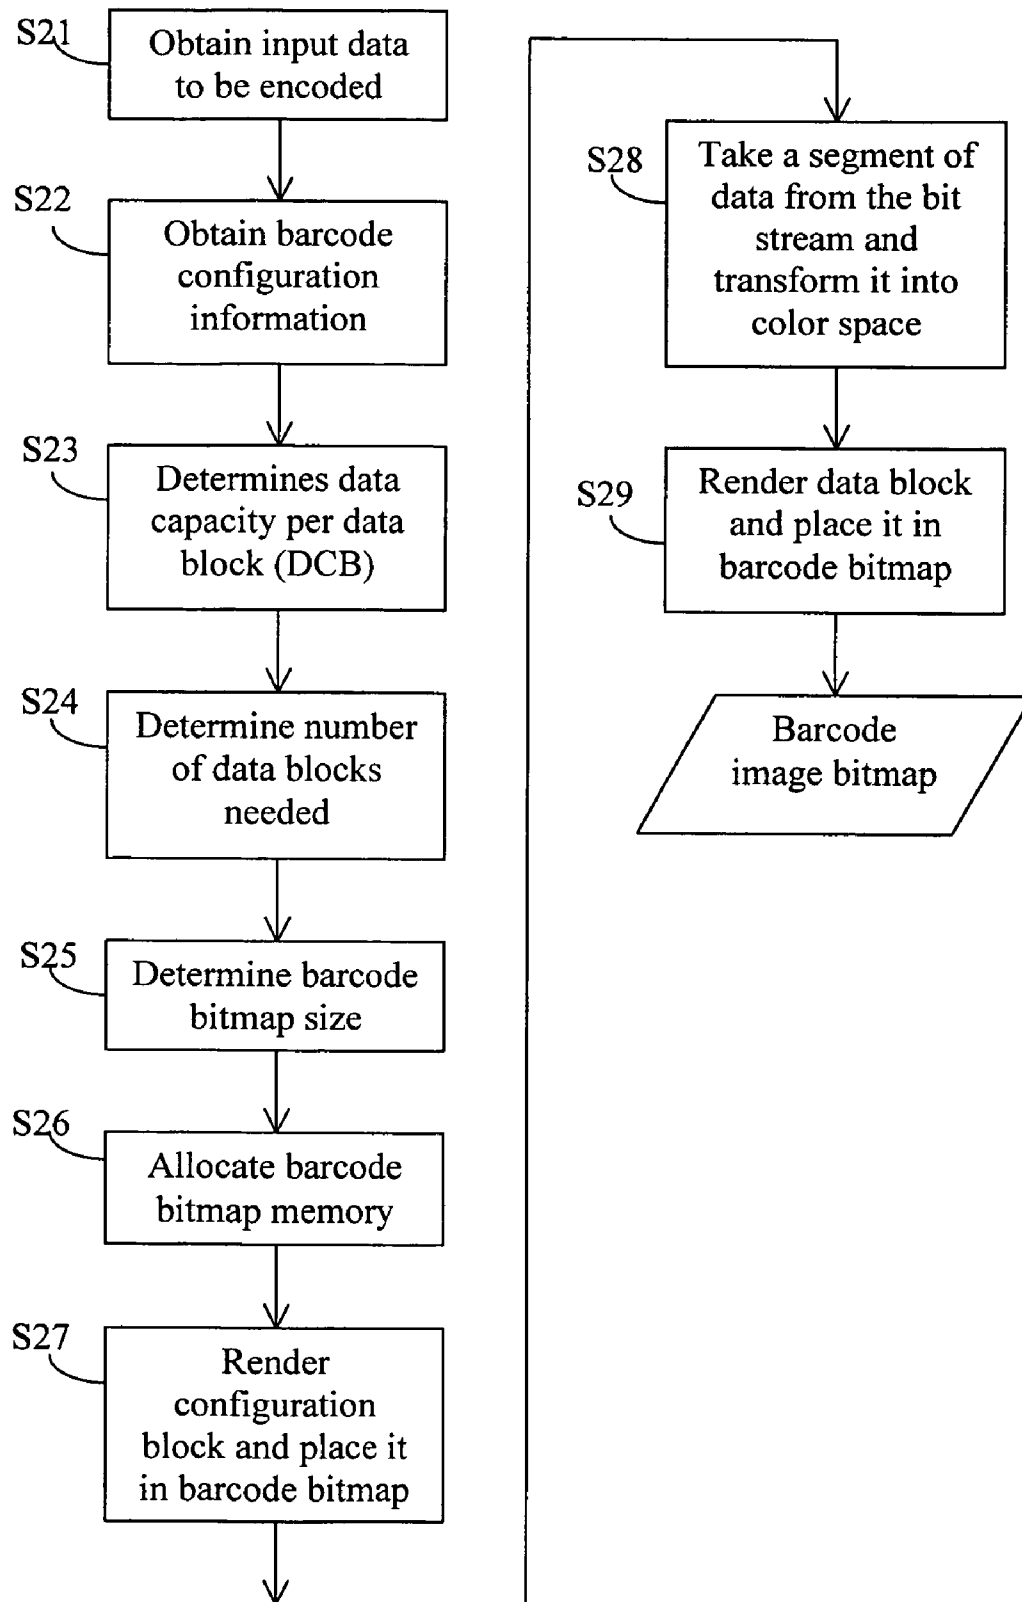 S21
Obtain input data
to be encoded
S22
Obtain barcode
configuration
information
S23
Determines data
capacity per data
block (DCB)
S24
Determine number
of data blocks
needed
S25
Determine barcode
bitmap size
S26
Allocate barcode
bitmap memory
S27
Render
configuration
block and place it
in barcode bitmap
S28
Take a segment of
data from the bit
stream and
transform it into
color space
S29
Render data block
and place it in
barcode bitmap
Barcode
image bitmap